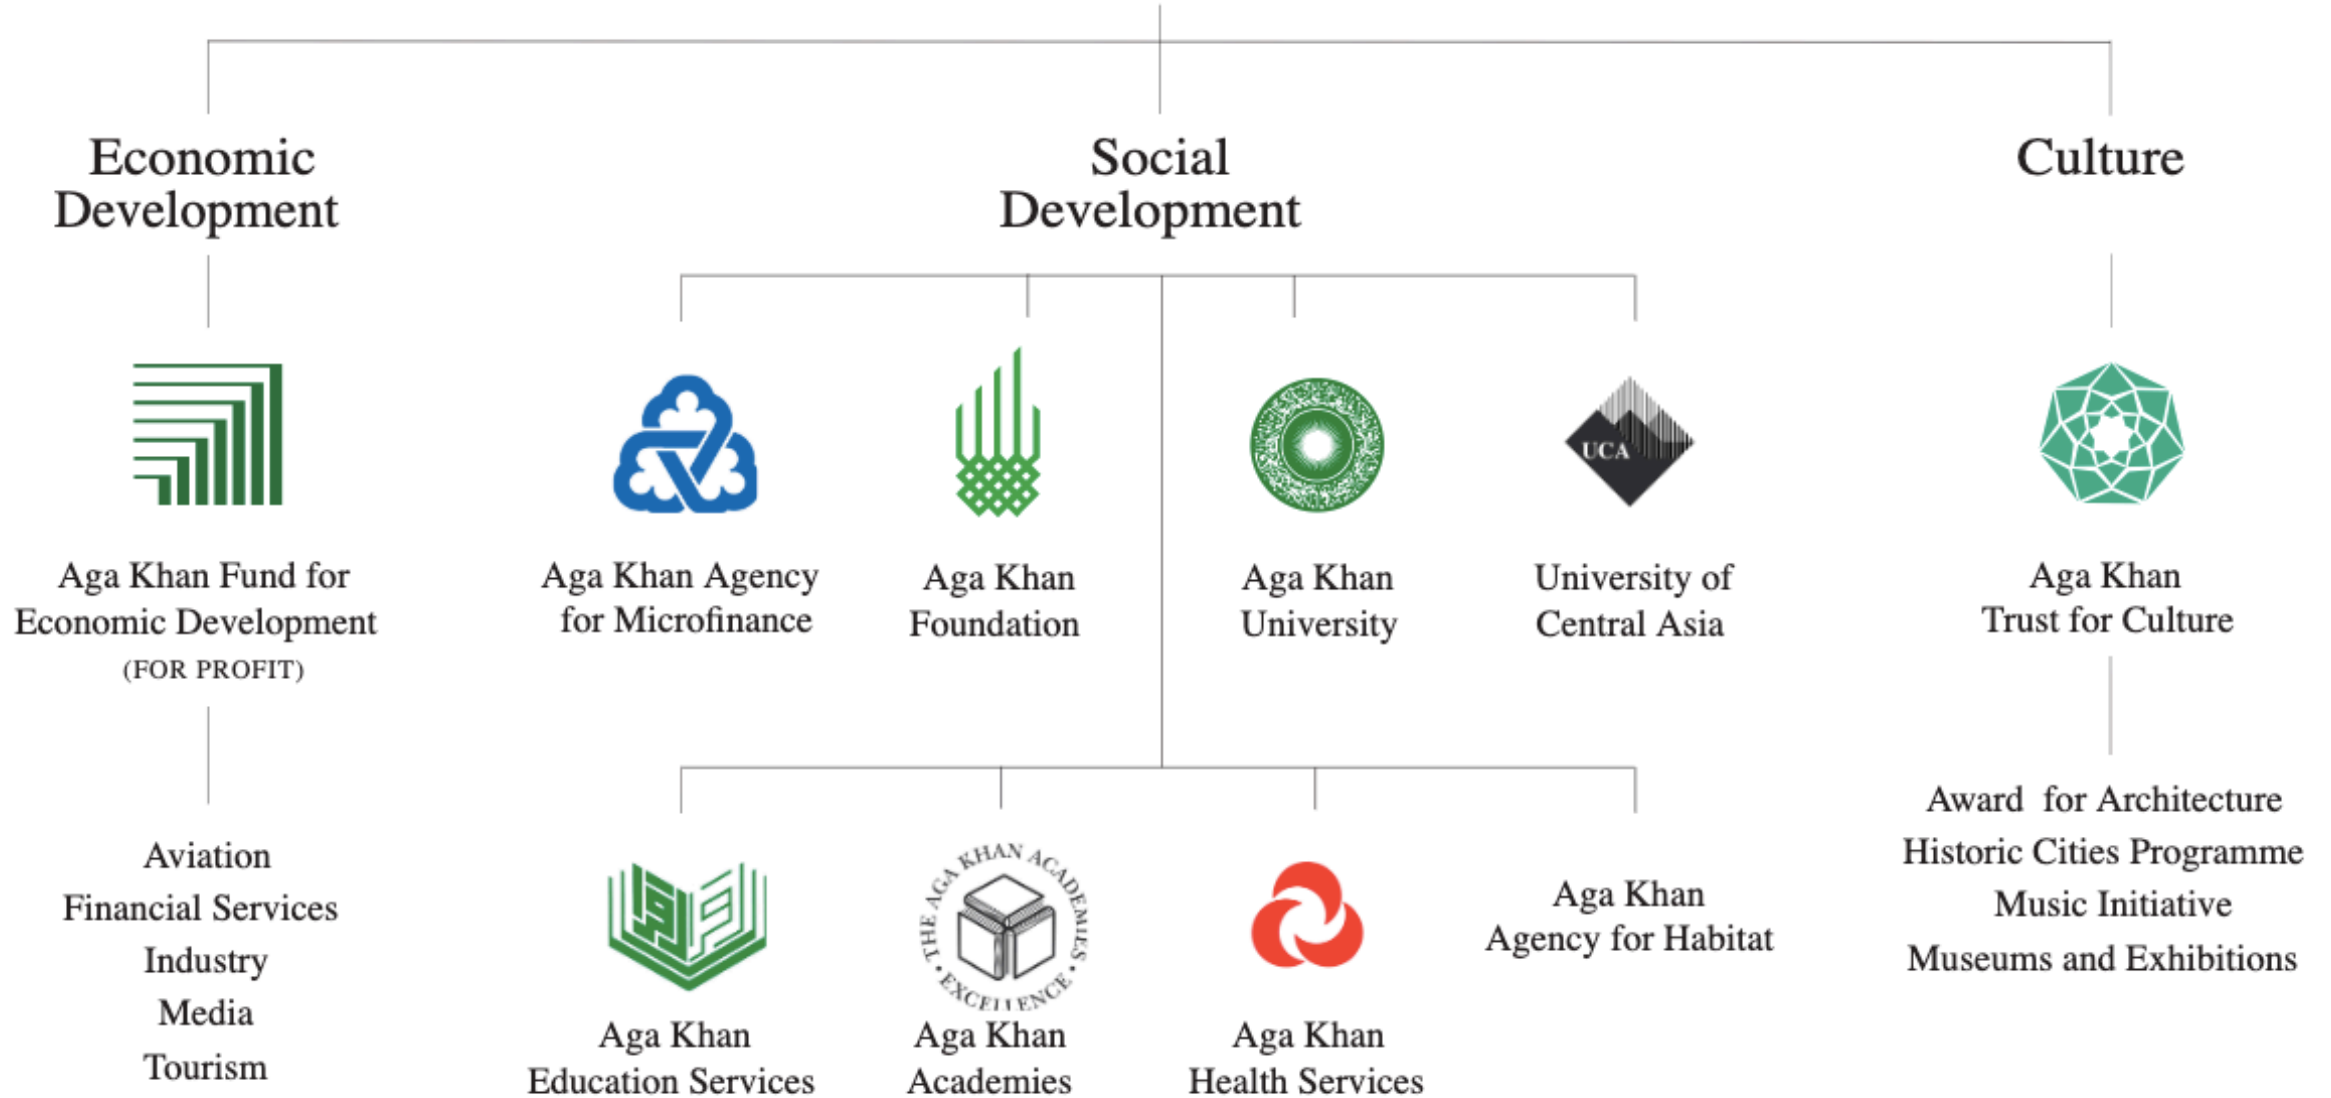 Economic
Development
Social
Development
Culture
Aga Khan Fund for
Economic Development
(FOR PROFIT)
Aga Khan Agency
for Microfinance
Aga Khan
Foundation
Aga Khan
University
UCA
University of
Central Asia
Aga Khan
Trust for Culture
Aviation
Financial Services
Industry
Media
Tourism
Aga Khan
Education Services
THE AGA KHAN ACADEMIES
• EXCELLENCE •
Aga Khan
Academies
Aga Khan
Health Services
Aga Khan
Agency for Habitat
Award for Architecture
Historic Cities Programme
Music Initiative
Museums and Exhibitions